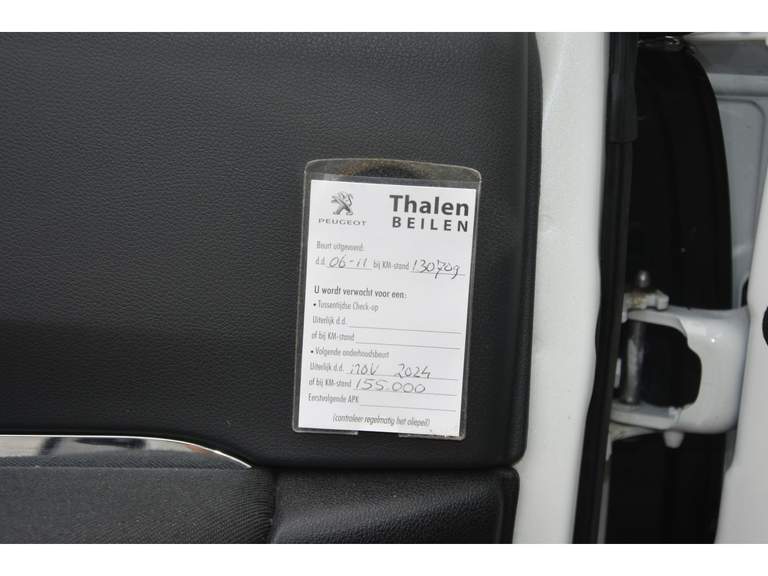 PEUGEOT
Thalen
BEILEN
Beurt uitgevoerd:
d.d. 06-11 bij KM-stand 130709
U wordt verwacht voor een:
• Tussentijdse Check-up
Uiterlijk d.d.
of bij KM-stand
• Volgende onderhoudsbeurt
Uiterlijk d.d. nov 2024
of bij KM-stand 155.000
Eerstvolgende APK
(controleer regelmatig het oliepeil)